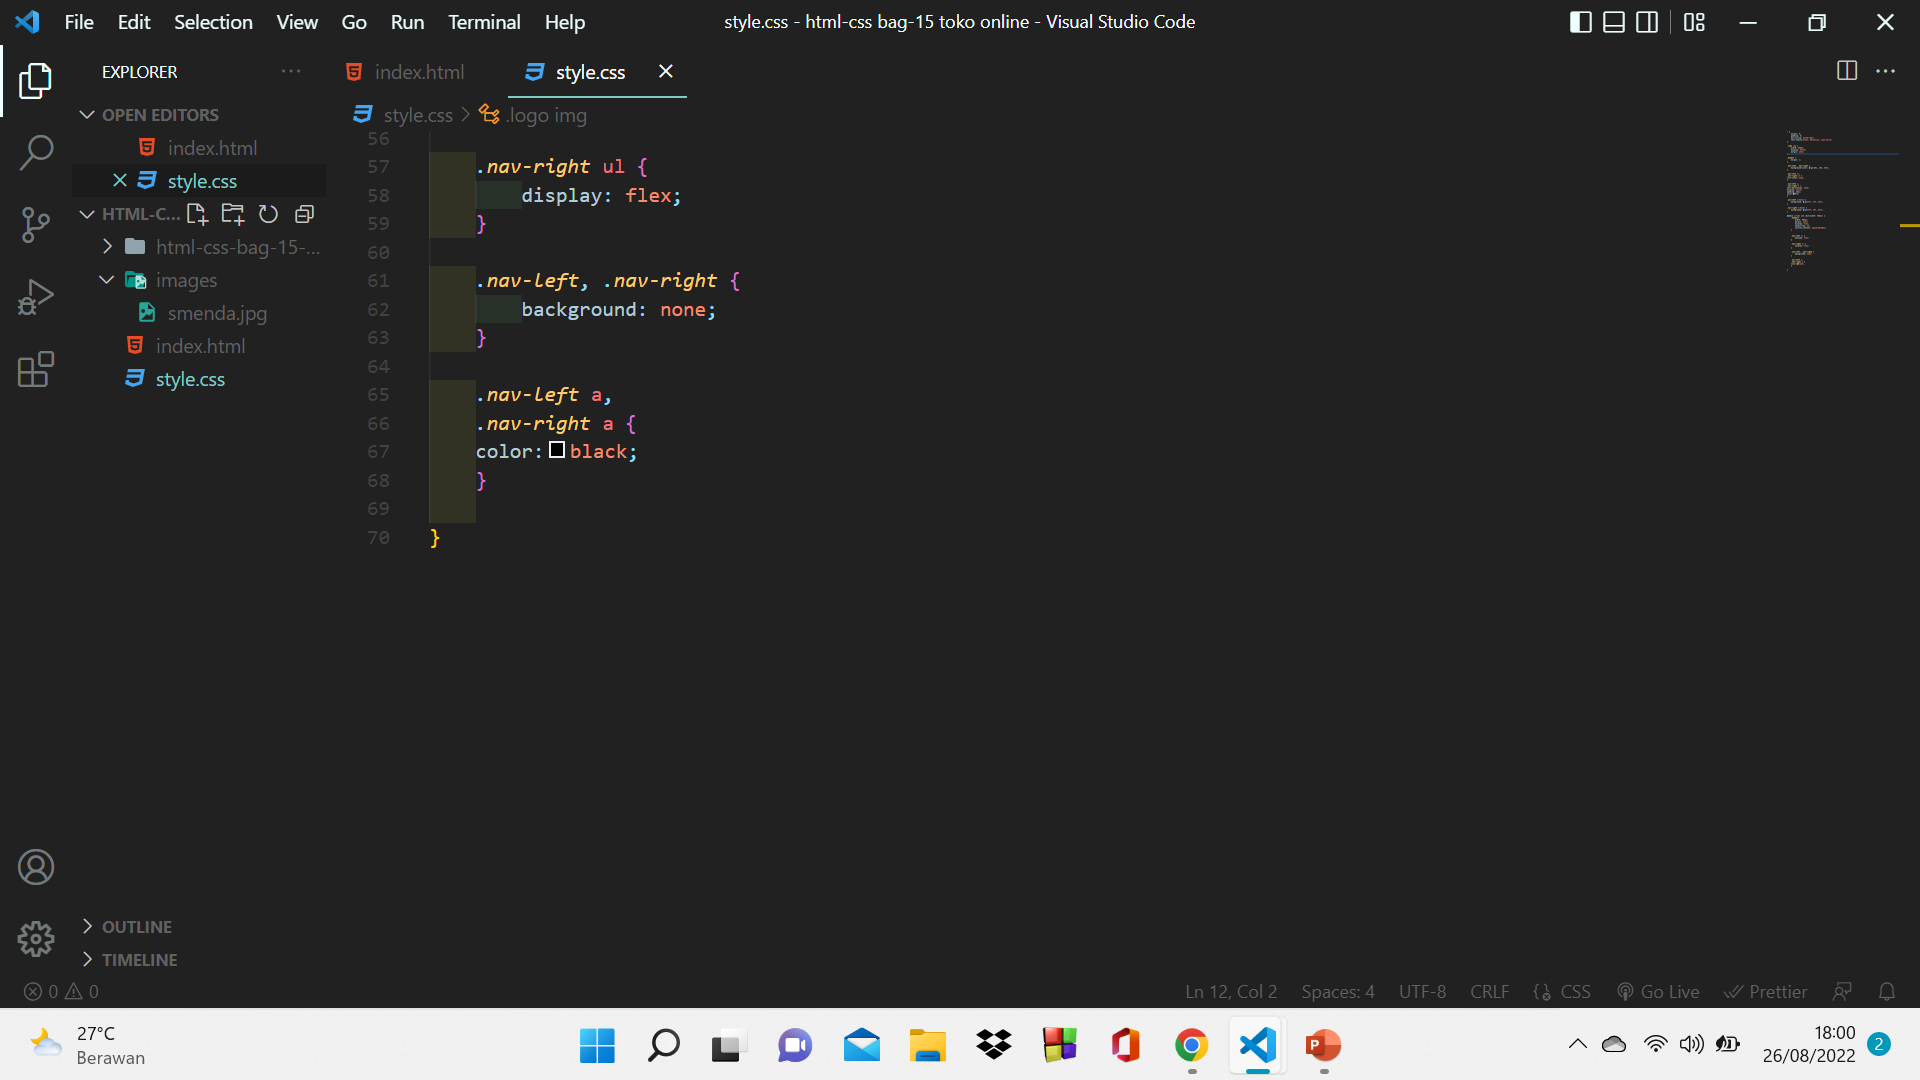 File Edit Selection View Go Run Terminal Help
style.css - html-css bag-15 toko online - Visual Studio Code
EXPLORER
index.html
style.css
OPEN EDITORS
index.html
style.css
HTML-C...
html-css-bag-15-...
images
smenda.jpg
index.html
style.css
OUTLINE
TIMELINE
style.css > .logo img
56
57 .nav-right ul {
58 display: flex;
59 }
60
61 .nav-left, .nav-right {
62 background: none;
63 }
64
65 .nav-left a,
66 .nav-right a {
67 color: black;
68 }
69
70 }
0 0
Ln 12, Col 2 Spaces: 4 UTF-8 CRLF CSS Go Live Prettier
27°C
Berawan
18:00
26/08/2022
2